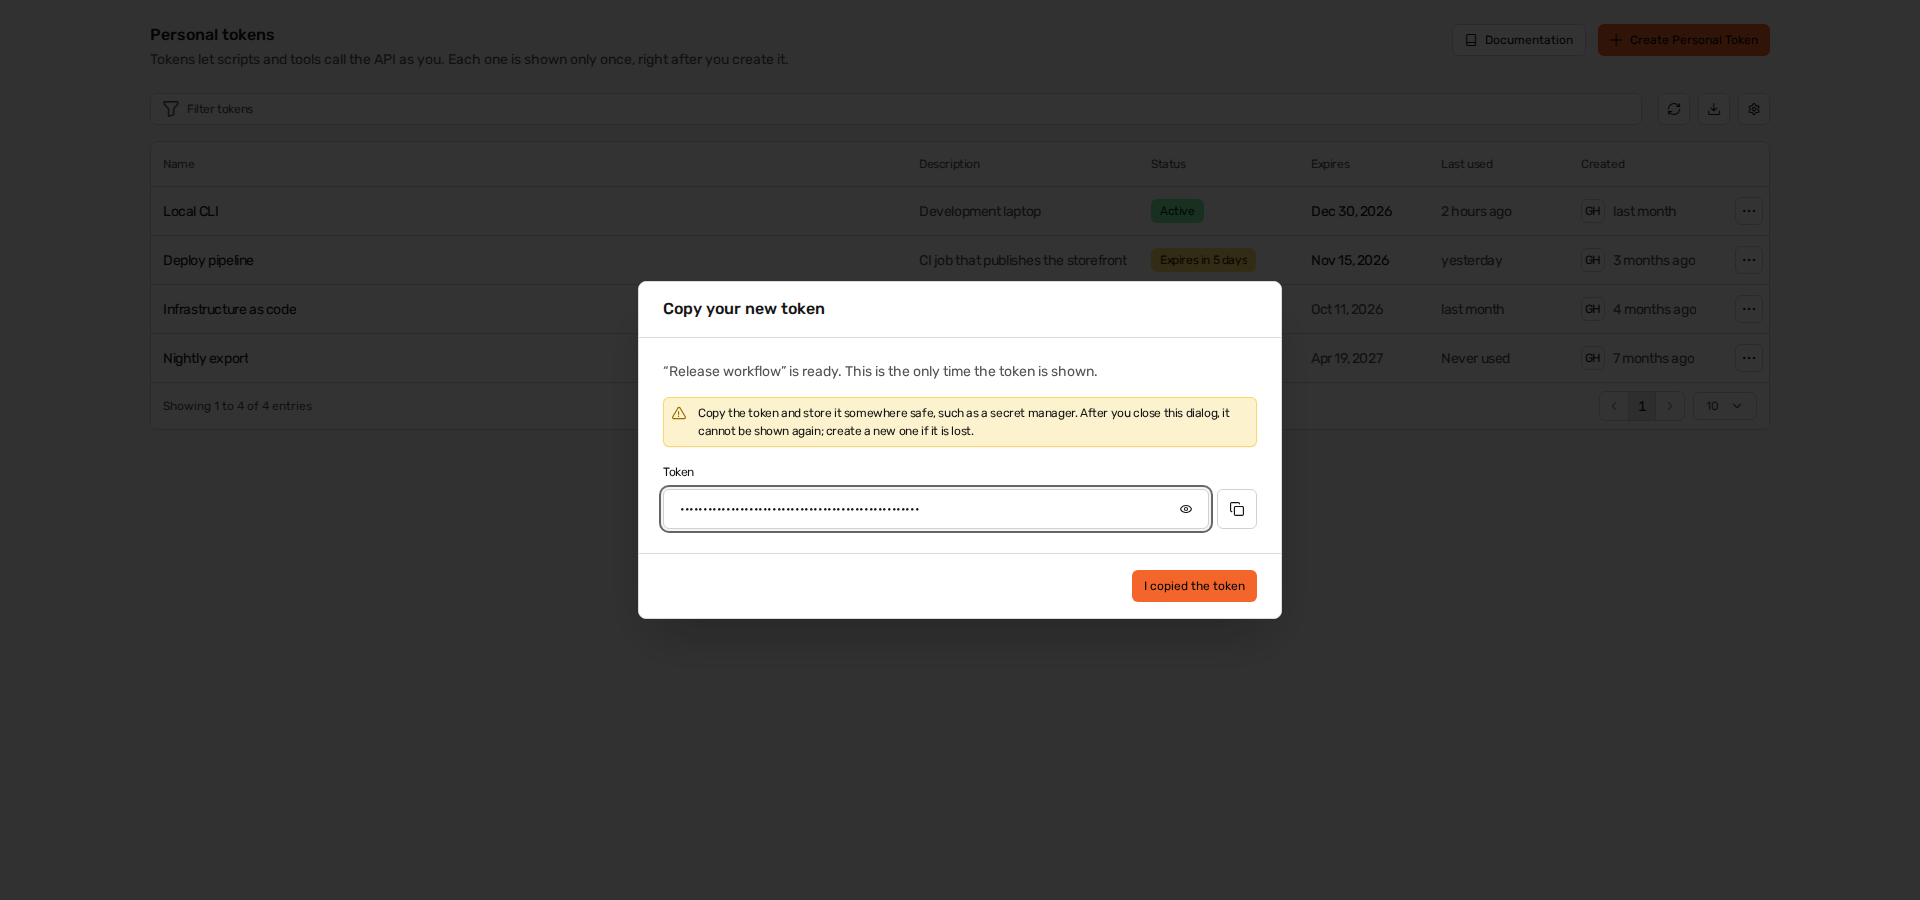 Personal tokens
Tokens let scripts and tools call the API as you. Each one is shown only once, right after you create it.
Documentation
Create Personal Token
Filter tokens
Name Description Status Expires Last used Created
Local CLI Development laptop Active Dec 30, 2026 2 hours ago GH last month
Deploy pipeline CI job that publishes the storefront Expires in 5 days Nov 15, 2026 yesterday GH 3 months ago
Infrastructure as code Oct 11, 2026 last month GH 4 months ago
Nightly export Apr 19, 2027 Never used GH 7 months ago
Showing 1 to 4 of 4 entries 1 10
Copy your new token
“Release workflow” is ready. This is the only time the token is shown.
Copy the token and store it somewhere safe, such as a secret manager. After you close this dialog, it
cannot be shown again; create a new one if it is lost.
Token
I copied the token